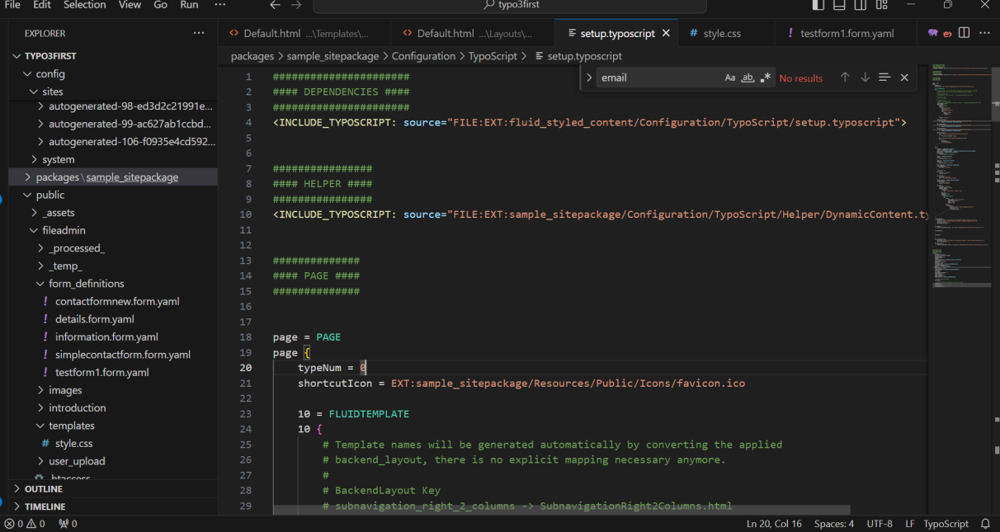 File Edit Selection View Go Run ··· typo3first
EXPLORER ···
TYPO3FIRST
config
sites
autogenerated-98-ed3d2c21991e...
autogenerated-99-ac627ab1ccbd...
autogenerated-106-f0935e4cd592...
system
packages \ sample_sitepackage
public
_assets
fileadmin
_processed_
_temp_
form_definitions
! contactformnew.form.yaml
! details.form.yaml
! information.form.yaml
! simplecontactform.form.yaml
! testform1.form.yaml
images
introduction
templates
# style.css
user_upload
.htaccess
OUTLINE
TIMELINE
Default.html ...\Templates\... Default.html ...\Layouts\... setup.typoscript # style.css ! testform1.form.yaml ···
packages > sample_sitepackage > Configuration > TypoScript > setup.typoscript
email Aa ab .* No results
1 ######################
2 #### DEPENDENCIES ####
3 ######################
4 <INCLUDE_TYPOSCRIPT: source="FILE:EXT:fluid_styled_content/Configuration/TypoScript/setup.typoscript">
5
6
7 ################
8 #### HELPER ####
9 ################
10 <INCLUDE_TYPOSCRIPT: source="FILE:EXT:sample_sitepackage/Configuration/TypoScript/Helper/DynamicContent.ty
11
12
13 ##############
14 #### PAGE ####
15 ##############
16
17
18 page = PAGE
19 page {
20 typeNum = 0
21 shortcutIcon = EXT:sample_sitepackage/Resources/Public/Icons/favicon.ico
22
23 10 = FLUIDTEMPLATE
24 10 {
25 # Template names will be generated automatically by converting the applied
26 # backend_layout, there is no explicit mapping necessary anymore.
27 #
28 # BackendLayout Key
29 # subnavigation_right_2_columns -> SubnavigationRight2Columns.html
0 0 0 Ln 20, Col 16 Spaces: 4 UTF-8 LF TypoScript